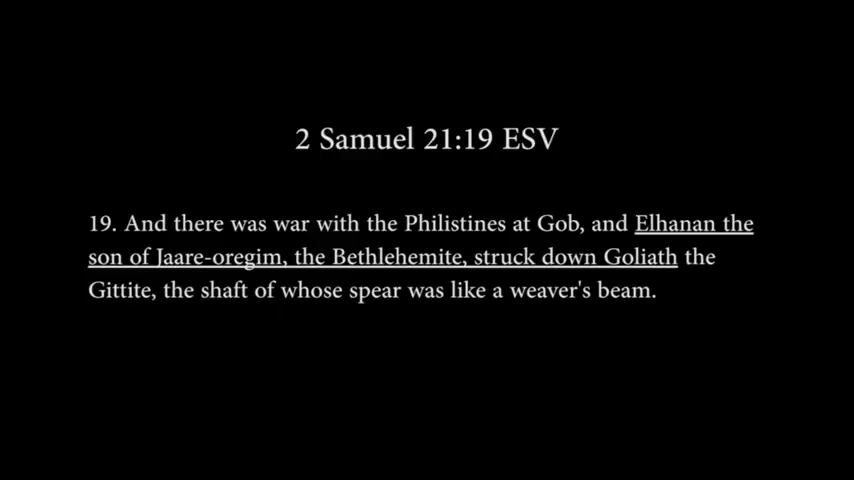 2 Samuel 21:19 ESV
19. And there was war with the Philistines at Gob, and Elhanan the
son of Jaare-oregim, the Bethlehemite, struck down Goliath the
Gittite, the shaft of whose spear was like a weaver's beam.